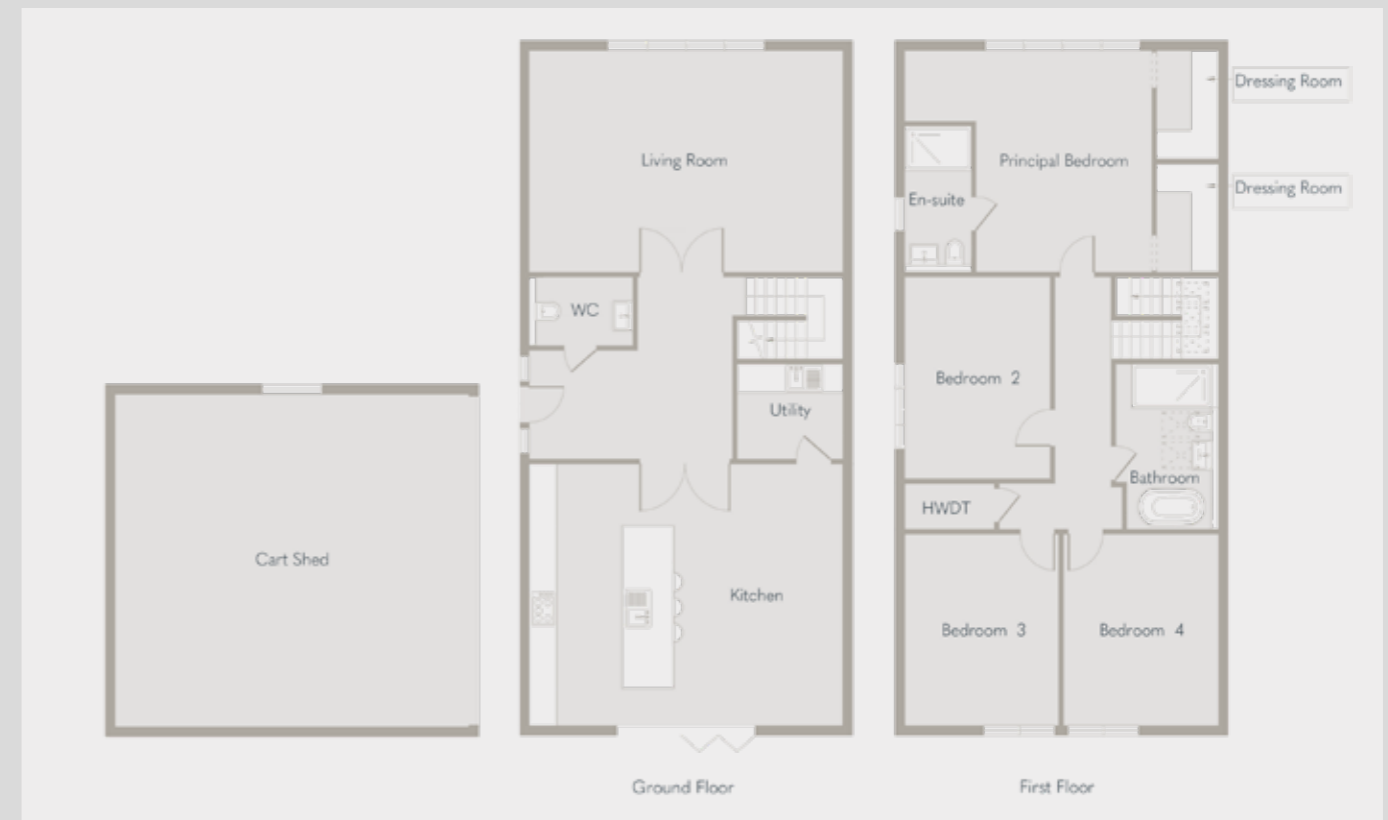 Dressing Room
Living Room
Principal Bedroom
Dressing Room
En-suite
WC
Bedroom 2
Utility
Bathroom
HWDT
Cart Shed
Kitchen
Bedroom 3
Bedroom 4
Ground Floor
First Floor